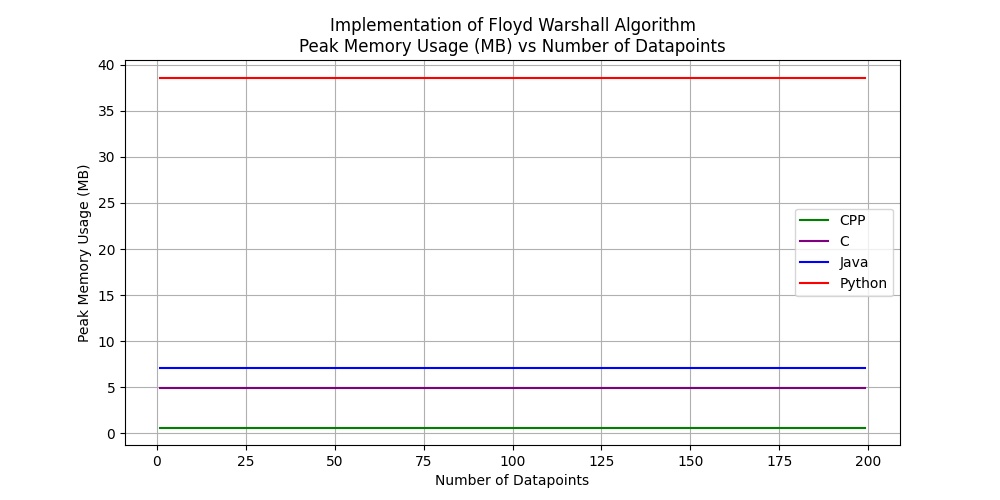 Implementation of Floyd Warshall Algorithm
Peak Memory Usage (MB) vs Number of Datapoints
Peak Memory Usage (MB)
40
35
30
25
20
15
10
5
0
CPP
C
Java
Python
0 25 50 75 100 125 150 175 200
Number of Datapoints